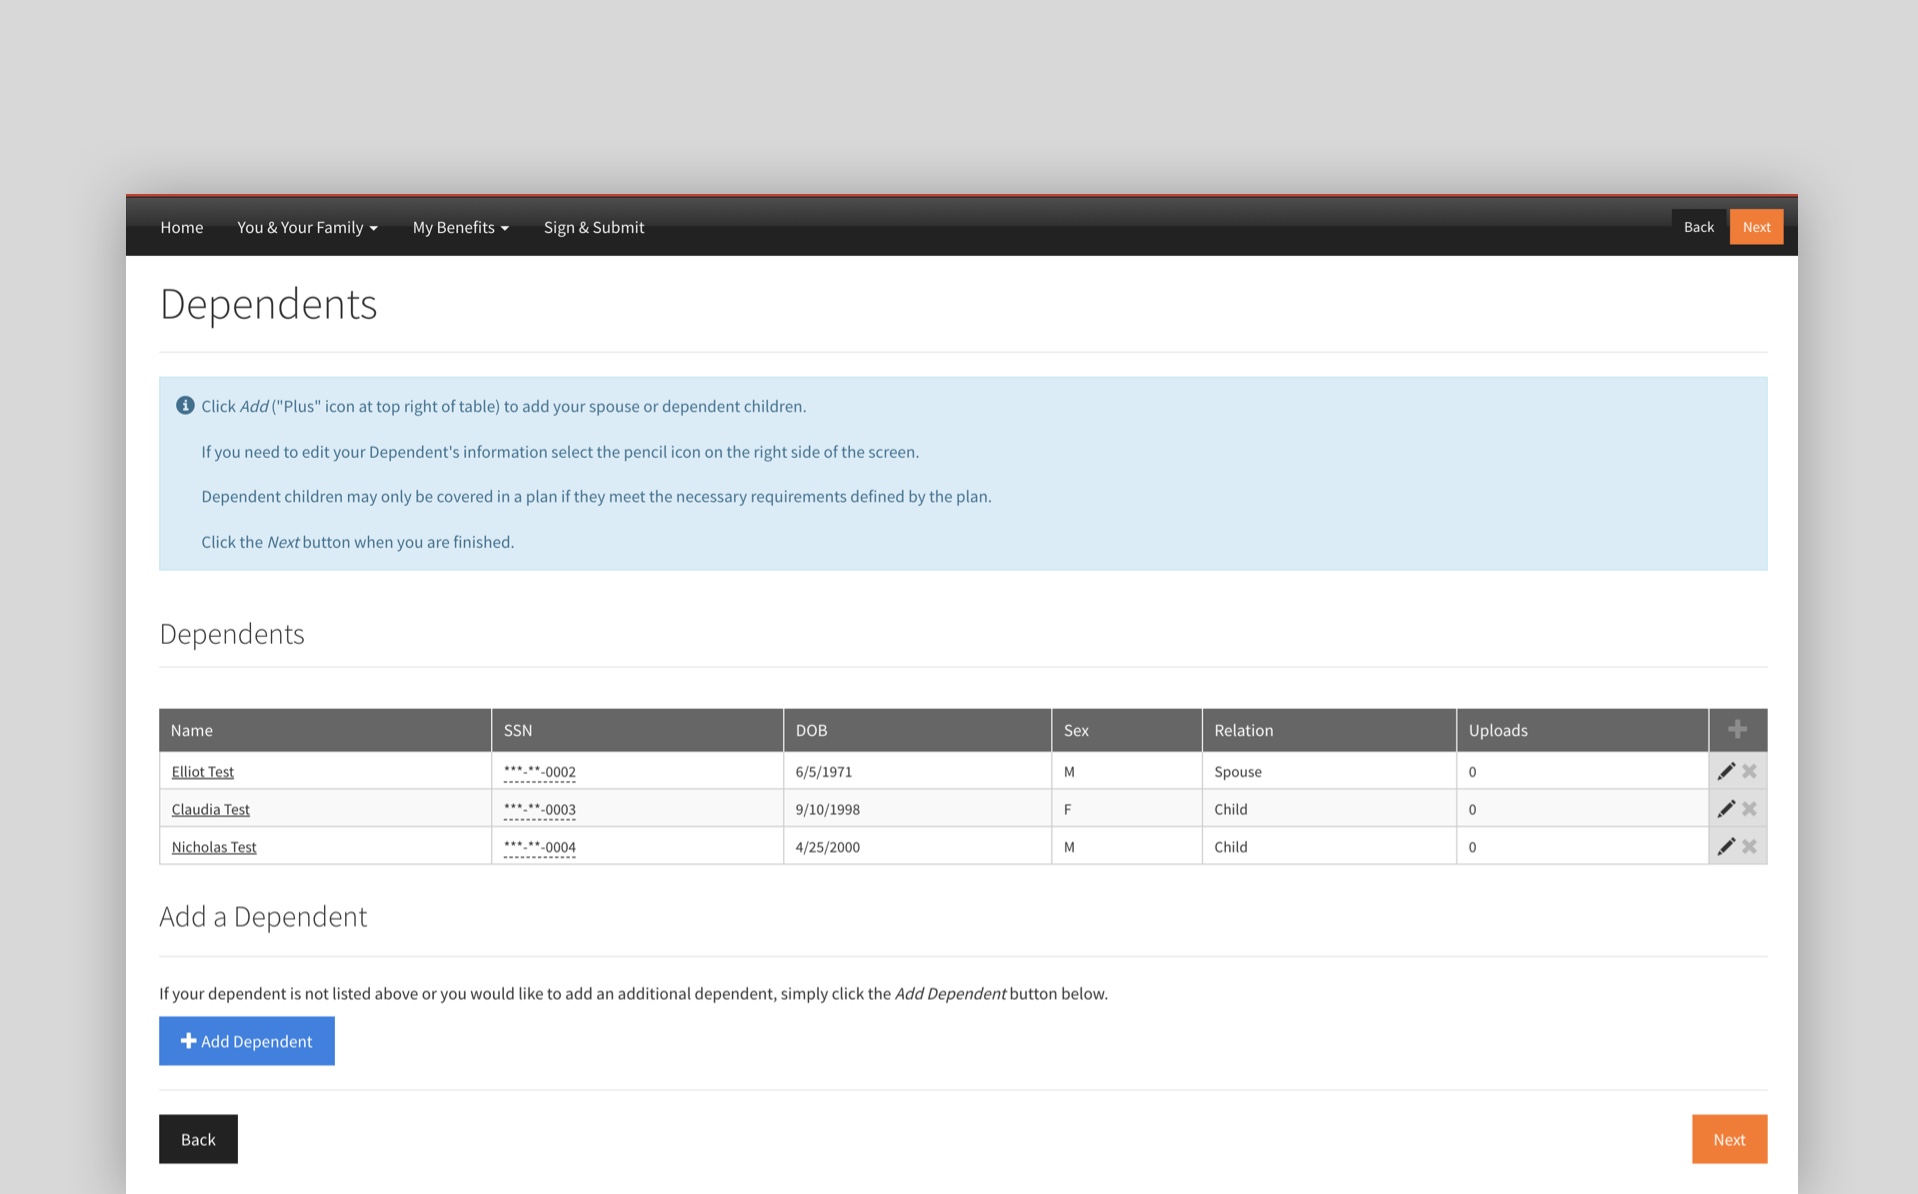 Home You & Your Family My Benefits Sign & Submit Back Next
Dependents
Click Add ("Plus" icon at top right of table) to add your spouse or dependent children.
If you need to edit your Dependent's information select the pencil icon on the right side of the screen.
Dependent children may only be covered in a plan if they meet the necessary requirements defined by the plan.
Click the Next button when you are finished.
Dependents
Name SSN DOB Sex Relation Uploads
Elliot Test ***-**-0002 6/5/1971 M Spouse 0
Claudia Test ***-**-0003 9/10/1998 F Child 0
Nicholas Test ***-**-0004 4/25/2000 M Child 0
Add a Dependent
If your dependent is not listed above or you would like to add an additional dependent, simply click the Add Dependent button below.
Add Dependent
Back Next